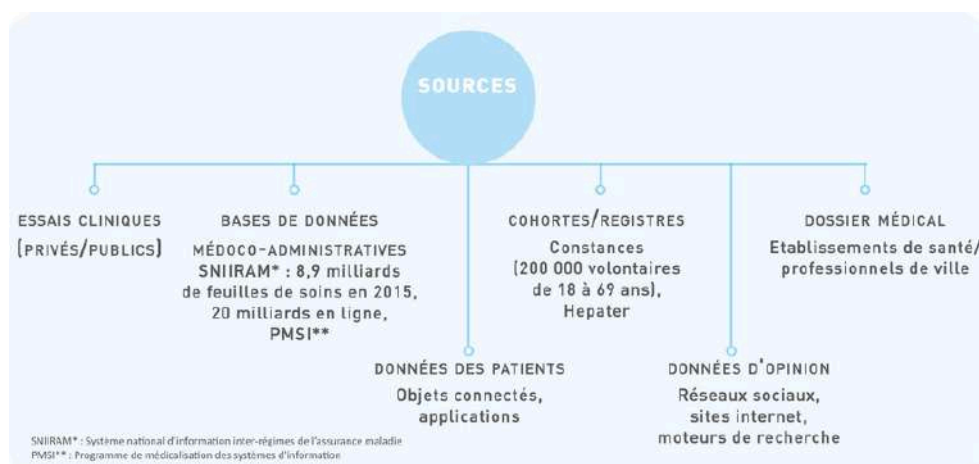 SOURCES
ESSAIS CLINIQUES
(PRIVÉS/PUBLICS)
BASES DE DONNÉES
MÉDOCO-ADMINISTRATIVES
SNIIRAM* : 8,9 milliards
de feuilles de soins en 2015,
20 milliards en ligne,
PMSI**
COHORTES/REGISTRES
Constances
(200 000 volontaires
de 18 à 69 ans),
Hepater
DOSSIER MÉDICAL
Etablissements de santé/
professionnels de ville
DONNÉES DES PATIENTS
Objets connectés,
applications
DONNÉES D'OPINION
Réseaux sociaux,
sites internet,
moteurs de recherche
SNIIRAM* : Système national d'information inter-régimes de l'assurance maladie
PMSI** : Programme de médicalisation des systèmes d'information